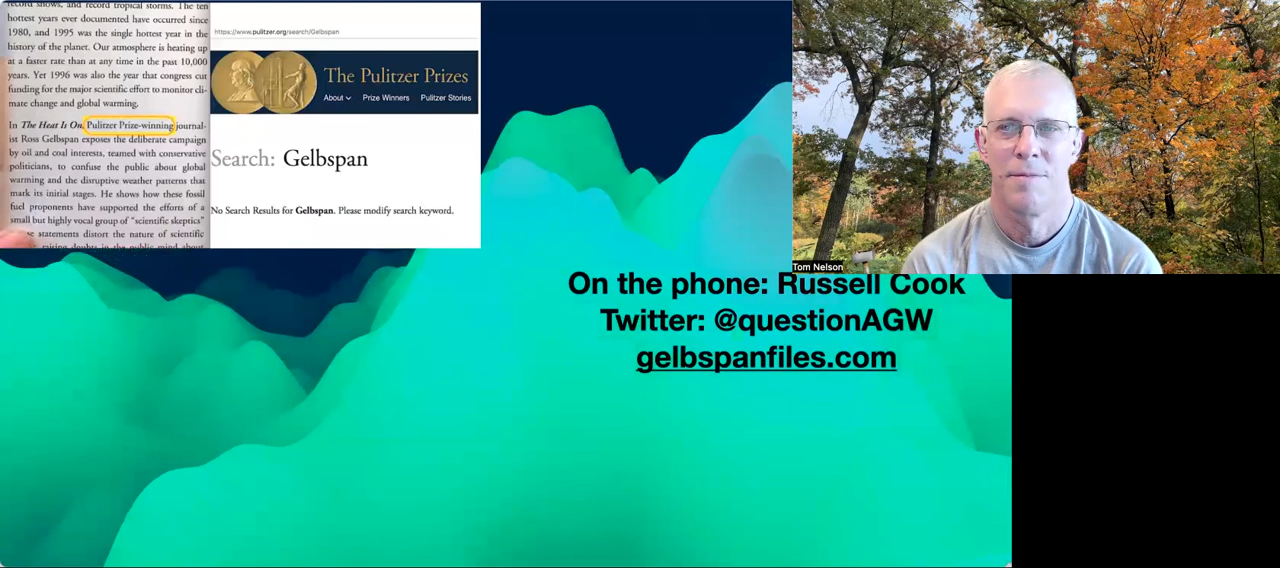 record shows, and record tropical storms. The ten
hottest years ever documented have occurred since
1980, and 1995 was the single hottest year in the
history of the planet. Our atmosphere is heating up
at a faster rate than at any time in the past 10,000
years. Yet 1996 was also the year that congress cut
funding for the major scientific effort to monitor cli-
mate change and global warming.
In The Heat Is On, Pulitzer Prize-winning journal-
ist Ross Gelbspan exposes the deliberate campaign
by oil and coal interests, teamed with conservative
politicians, to confuse the public about global
warming and the disruptive weather patterns that
mark its initial stages. He shows how these fossil
fuel proponents have supported the efforts of a
small but highly vocal group of "scientific skeptics"
statements distort the nature of scientific
raising doubts in the public mind about
https://www.pulitzer.org/search/Gelbspan
The Pulitzer Prizes
About Prize Winners Pulitzer Stories
Search: Gelbspan
No Search Results for Gelbspan. Please modify search keyword.
Tom Nelson
On the phone: Russell Cook
Twitter: @questionAGW
gelbspanfiles.com